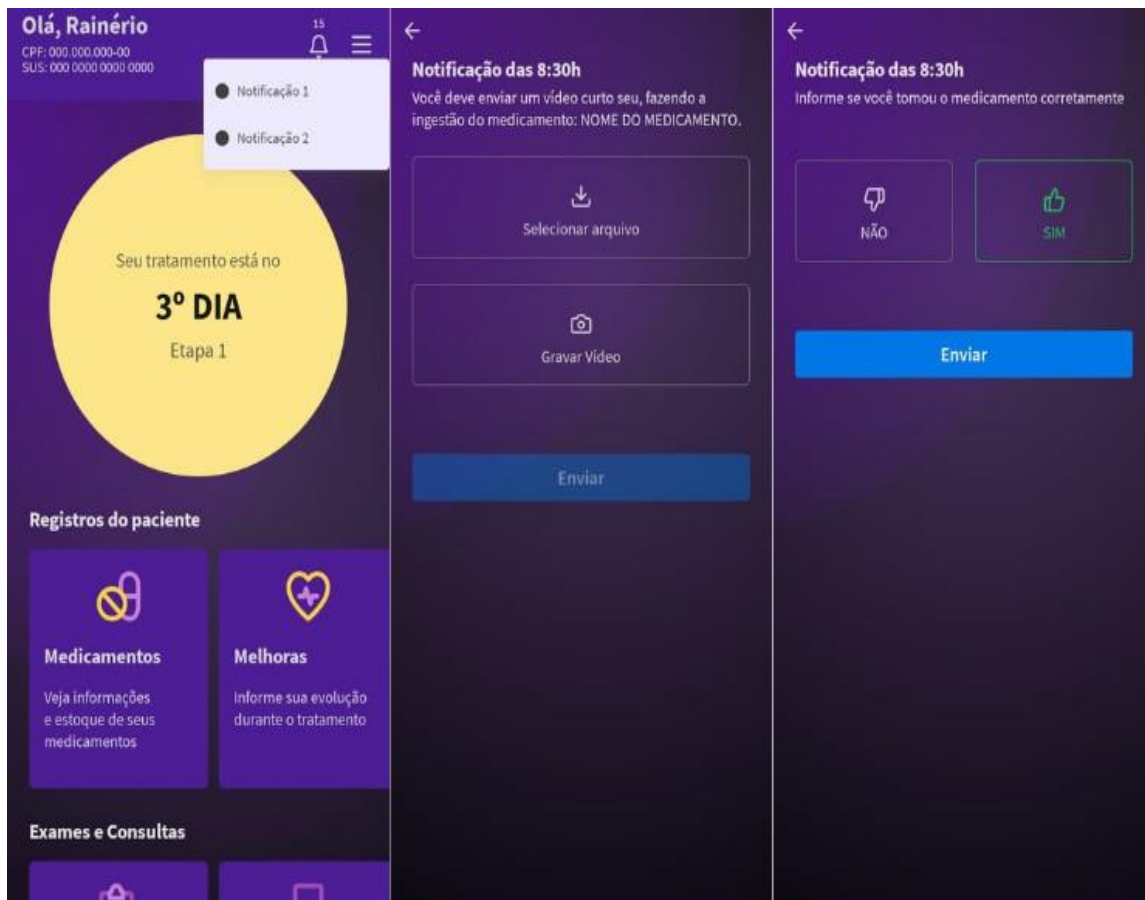 Olá, Rainério
CPF: 000.000.000-00
SUS: 000 0000 0000 0000
15
Notificação 1
Notificação 2
Seu tratamento está no
3º DIA
Etapa 1
Registros do paciente
Medicamentos
Veja informações
e estoque de seus
medicamentos
Melhoras
Informe sua evolução
durante o tratamento
Exames e Consultas
Notificação das 8:30h
Você deve enviar um vídeo curto seu, fazendo a
ingestão do medicamento: NOME DO MEDICAMENTO.
Selecionar arquivo
Gravar Vídeo
Enviar
Notificação das 8:30h
Informe se você tomou o medicamento corretamente
NÃO
SIM
Enviar